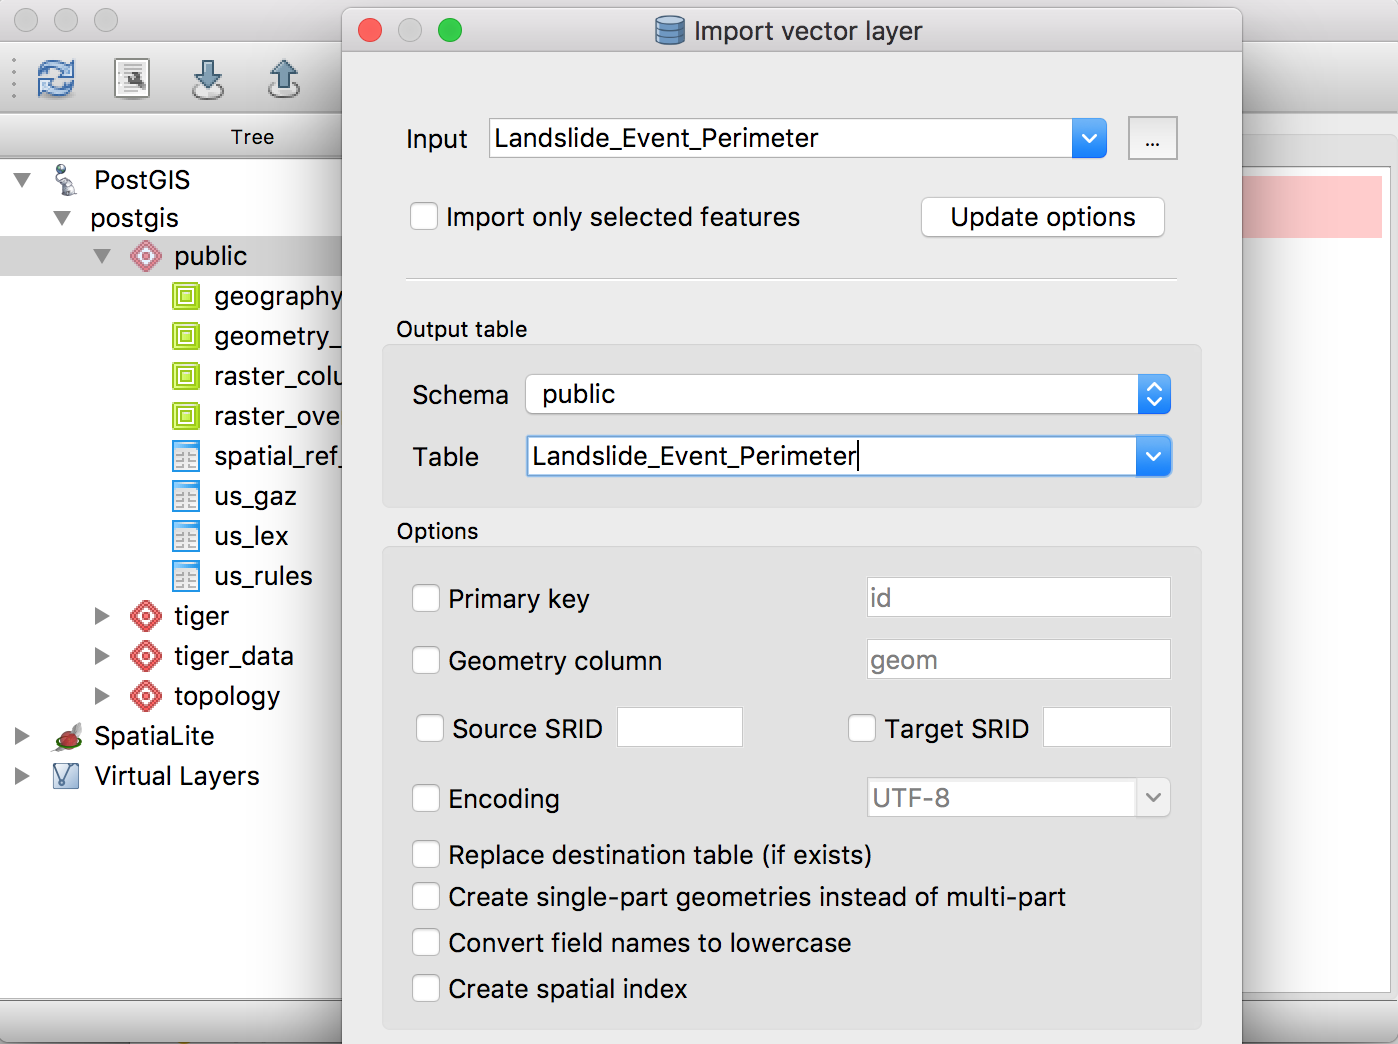 Import vector layer
Tree
PostGIS
postgis
public
geography
geometry_
raster_colu
raster_ove
spatial_ref_
us_gaz
us_lex
us_rules
tiger
tiger_data
topology
SpatiaLite
Virtual Layers
Input Landslide_Event_Perimeter ...
Import only selected features Update options
Output table
Schema public
Table Landslide_Event_Perimeter
Options
Primary key id
Geometry column geom
Source SRID Target SRID
Encoding UTF-8
Replace destination table (if exists)
Create single-part geometries instead of multi-part
Convert field names to lowercase
Create spatial index